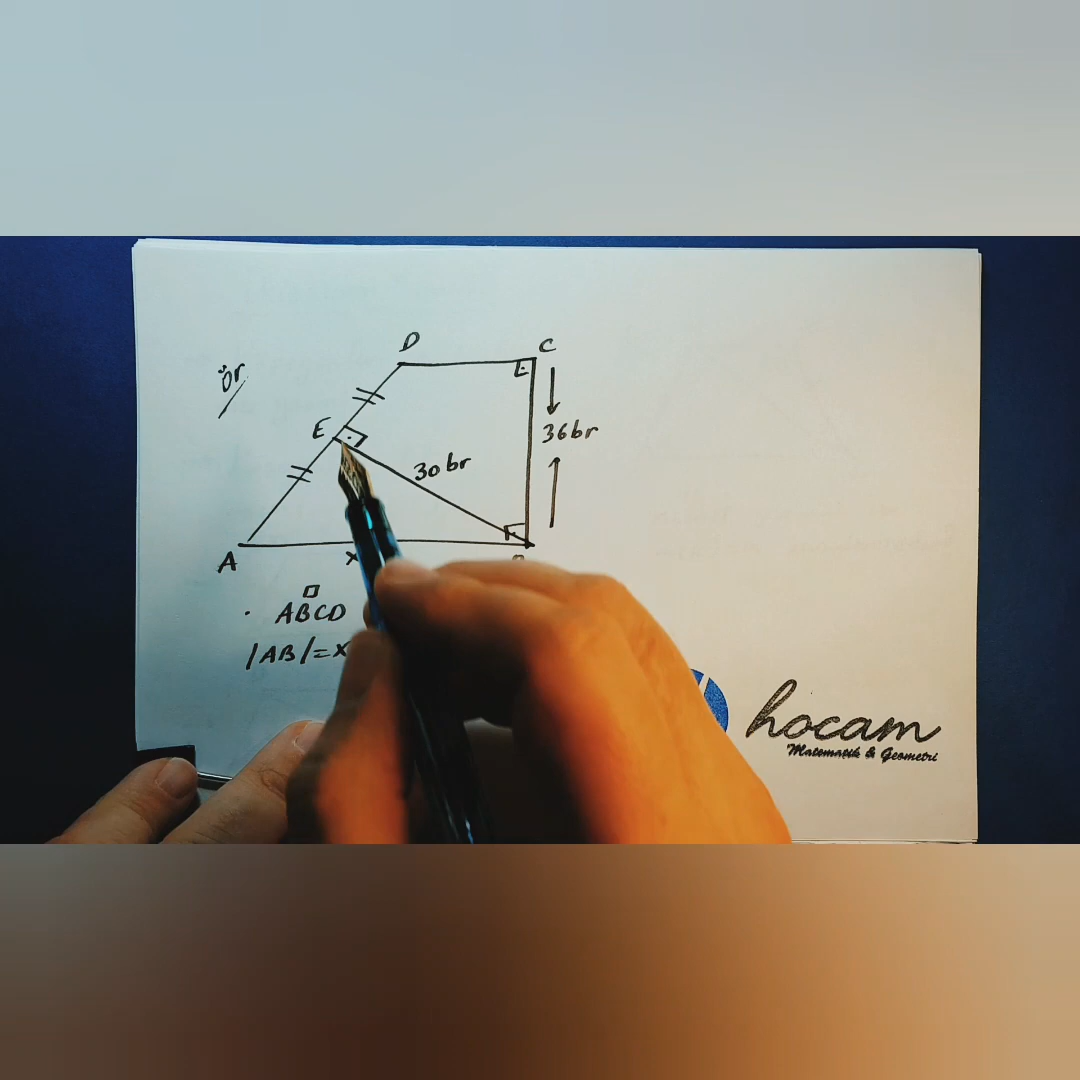 Ör
D
C
E
36br
30br
A
x
ABCD
|AB|=x
hocam
Matematik & Geometri